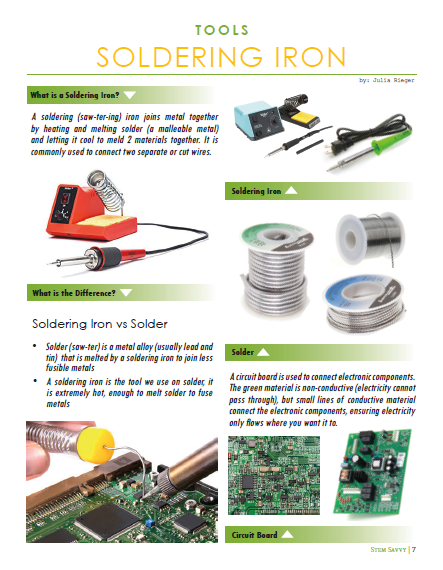 TOOLS
SOLDERING IRON
by: Julia Rieger
What is a Soldering Iron?
A soldering (saw-ter-ing) iron joins metal together
by heating and melting solder (a malleable metal)
and letting it cool to meld 2 materials together. It is
commonly used to connect two separate or cut wires.
Soldering Iron
What is the Difference?
Soldering Iron vs Solder
• Solder (saw-ter) is a metal alloy (usually lead and
tin) that is melted by a soldering iron to join less
fusible metals
• A soldering iron is the tool we use on solder, it
is extremely hot, enough to melt solder to fuse
metals
Solder
A circuit board is used to connect electronic components.
The green material is non-conductive (electricity cannot
pass through), but small lines of conductive material
connect the electronic components, ensuring electricity
only flows where you want it to.
Circuit Board
STEM SAVVY | 7